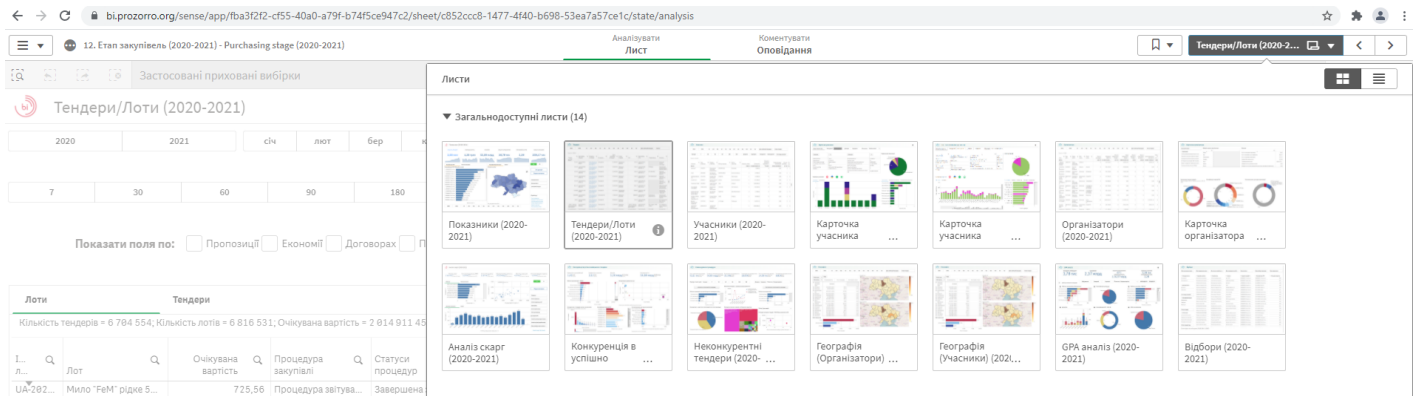 bi.prozorro.org/sense/app/fba3f2f2-cf55-40a0-a79f-b74f5ce947c2/sheet/c852ccc8-1477-4f40-b698-53ea7a57ce1c/state/analysis
12. Етап закупівель (2020-2021) - Purchasing stage (2020-2021)
Аналізувати
Лист
Коментувати
Оповідання
Тендери/Лоти (2020-2...
Застосовані приховані вибірки
bi
Тендери/Лоти (2020-2021)
2020 2021 січ лют бер
7 30 60 90 180
Показати поля по: Пропозиції Економії Договорах П
Лоти Тендери
Кількість тендерів = 6 704 554; Кількість лотів = 6 816 531; Очікувана вартість = 2 014 911 45
І...
л...
Лот
Очікувана
вартість
Процедура
закупівлі
Статуси
процедур
UA-202... Мило "FeM" рідке 5... 725,56 Процедура звітува... Завершена
Листи
Загальнодоступні листи (14)
Показники (2020-
2021)
Тендери/Лоти
(2020-2021)
Учасники (2020-
2021)
Карточка
учасника ...
Карточка
учасника ...
Організатори
(2020-2021)
Карточка
організатора ...
Аналіз скарг
(2020-2021)
Конкуренція в
успішно ...
Неконкурентні
тендери (2020- ...
Географія
(Організатори) ...
Географія
(Учасники) (202(...
GPA аналіз (2020-
2021)
Відбори (2020-
2021)